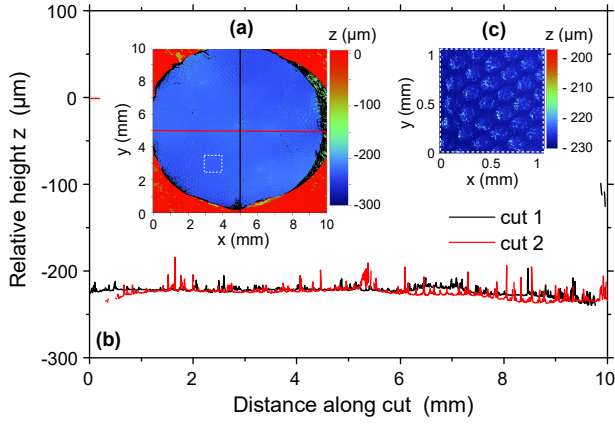 100
0
-100
-200
-300
Relative height z (µm)
0
2
4
6
8
10
Distance along cut (mm)
(a)
z (µm)
10
8
6
4
2
0
y (mm)
0 2 4 6 8 10
x (mm)
0
-100
-200
-300
(c)
z (µm)
1
0.5
0
y (mm)
0 0.5 1
x (mm)
- 200
- 210
- 220
- 230
cut 1
cut 2
(b)